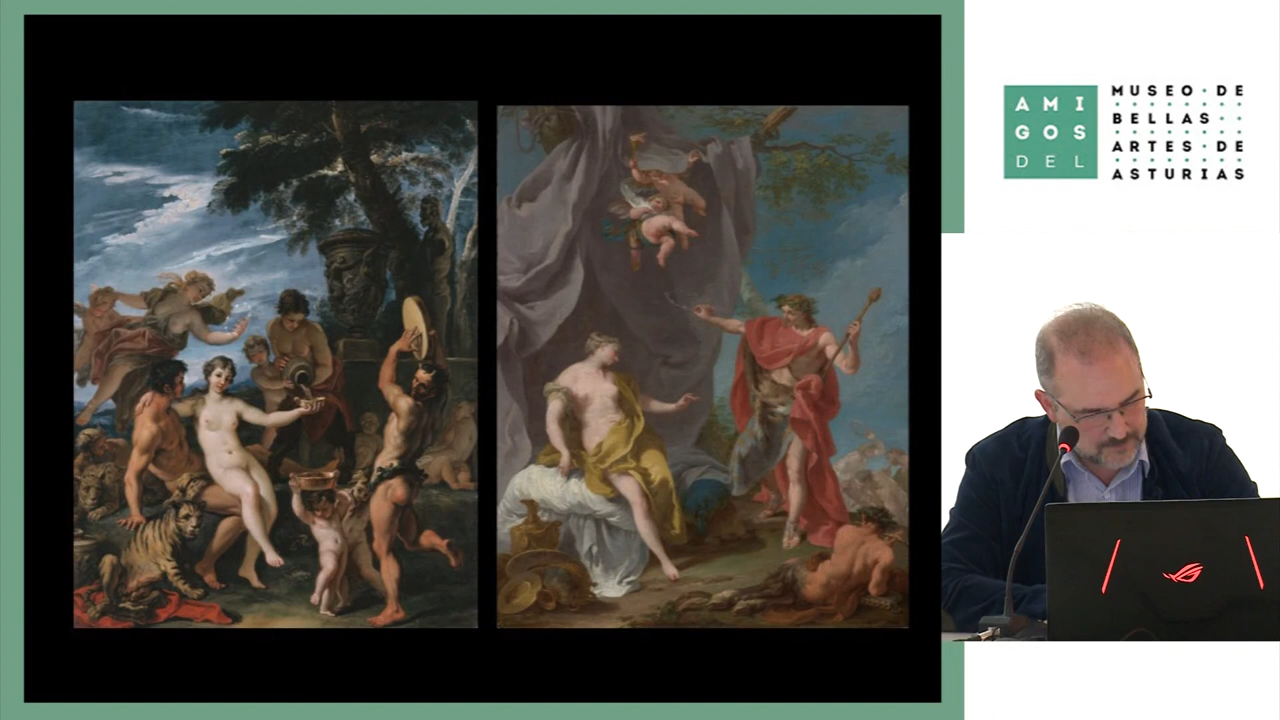 AMI
GOS
DEL
MUSEO DE
BELLAS
ARTES DE
ASTURIAS